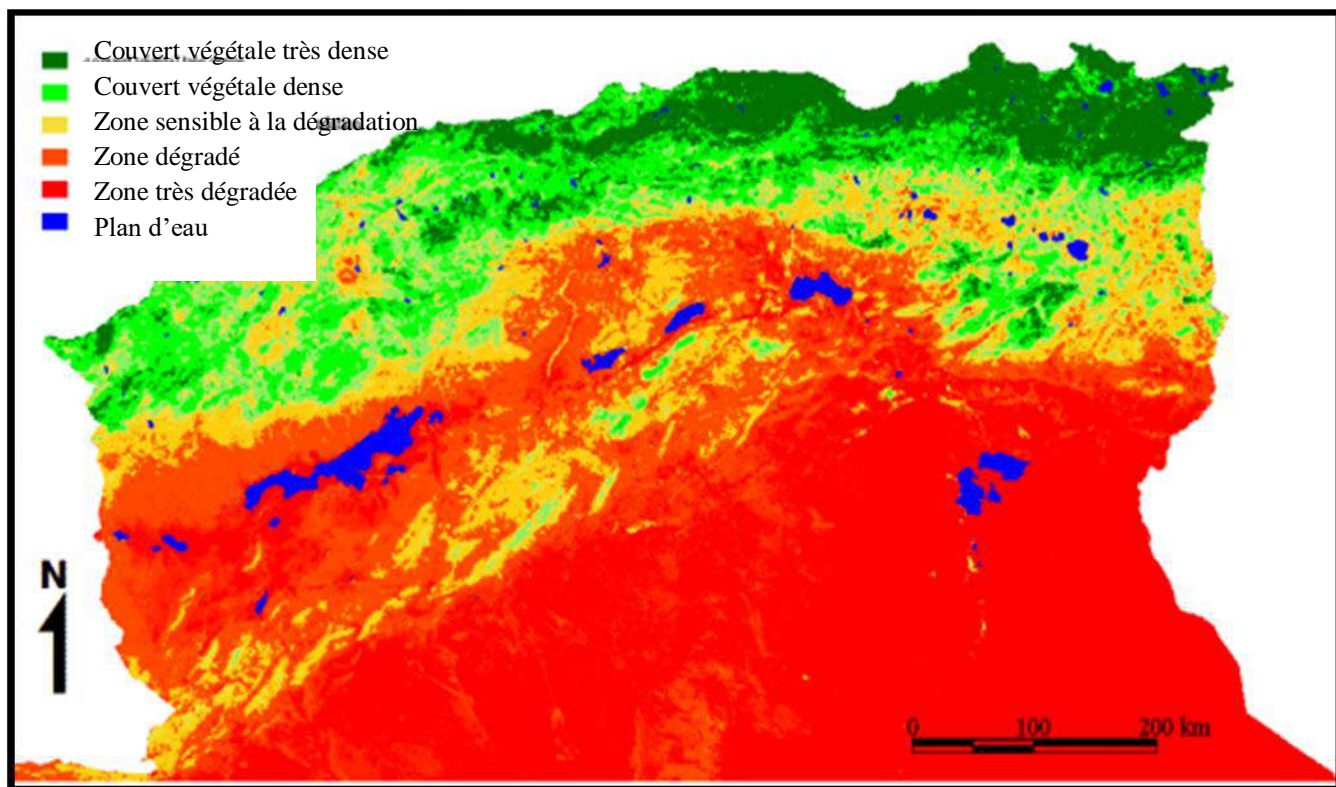 Couvert végétale très dense
Couvert végétale dense
Zone sensible à la dégradation
Zone dégradé
Zone très dégradée
Plan d'eau
N
0 100 200 km